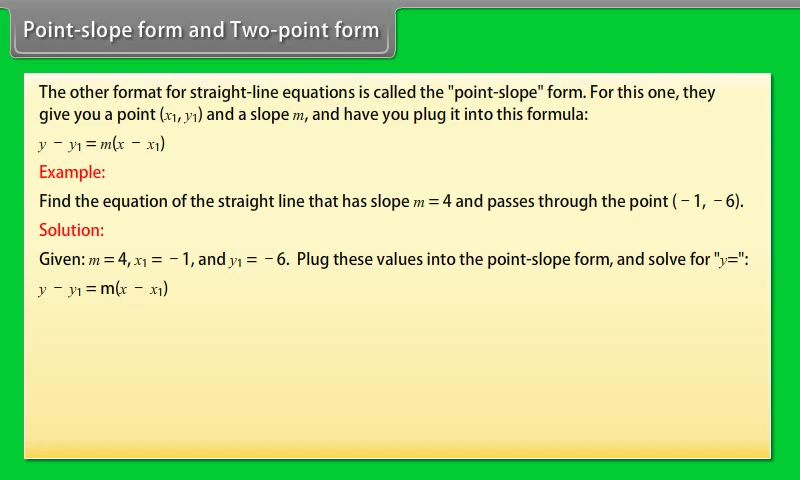 Point-slope form and Two-point form
The other format for straight-line equations is called the "point-slope" form. For this one, they
give you a point (x₁, y₁) and a slope m, and have you plug it into this formula:
y − y₁ = m(x − x₁)
Example:
Find the equation of the straight line that has slope m = 4 and passes through the point ( − 1, − 6).
Solution:
Given: m = 4, x₁ = − 1, and y₁ = − 6. Plug these values into the point-slope form, and solve for "y=":
y − y₁ = m(x − x₁)